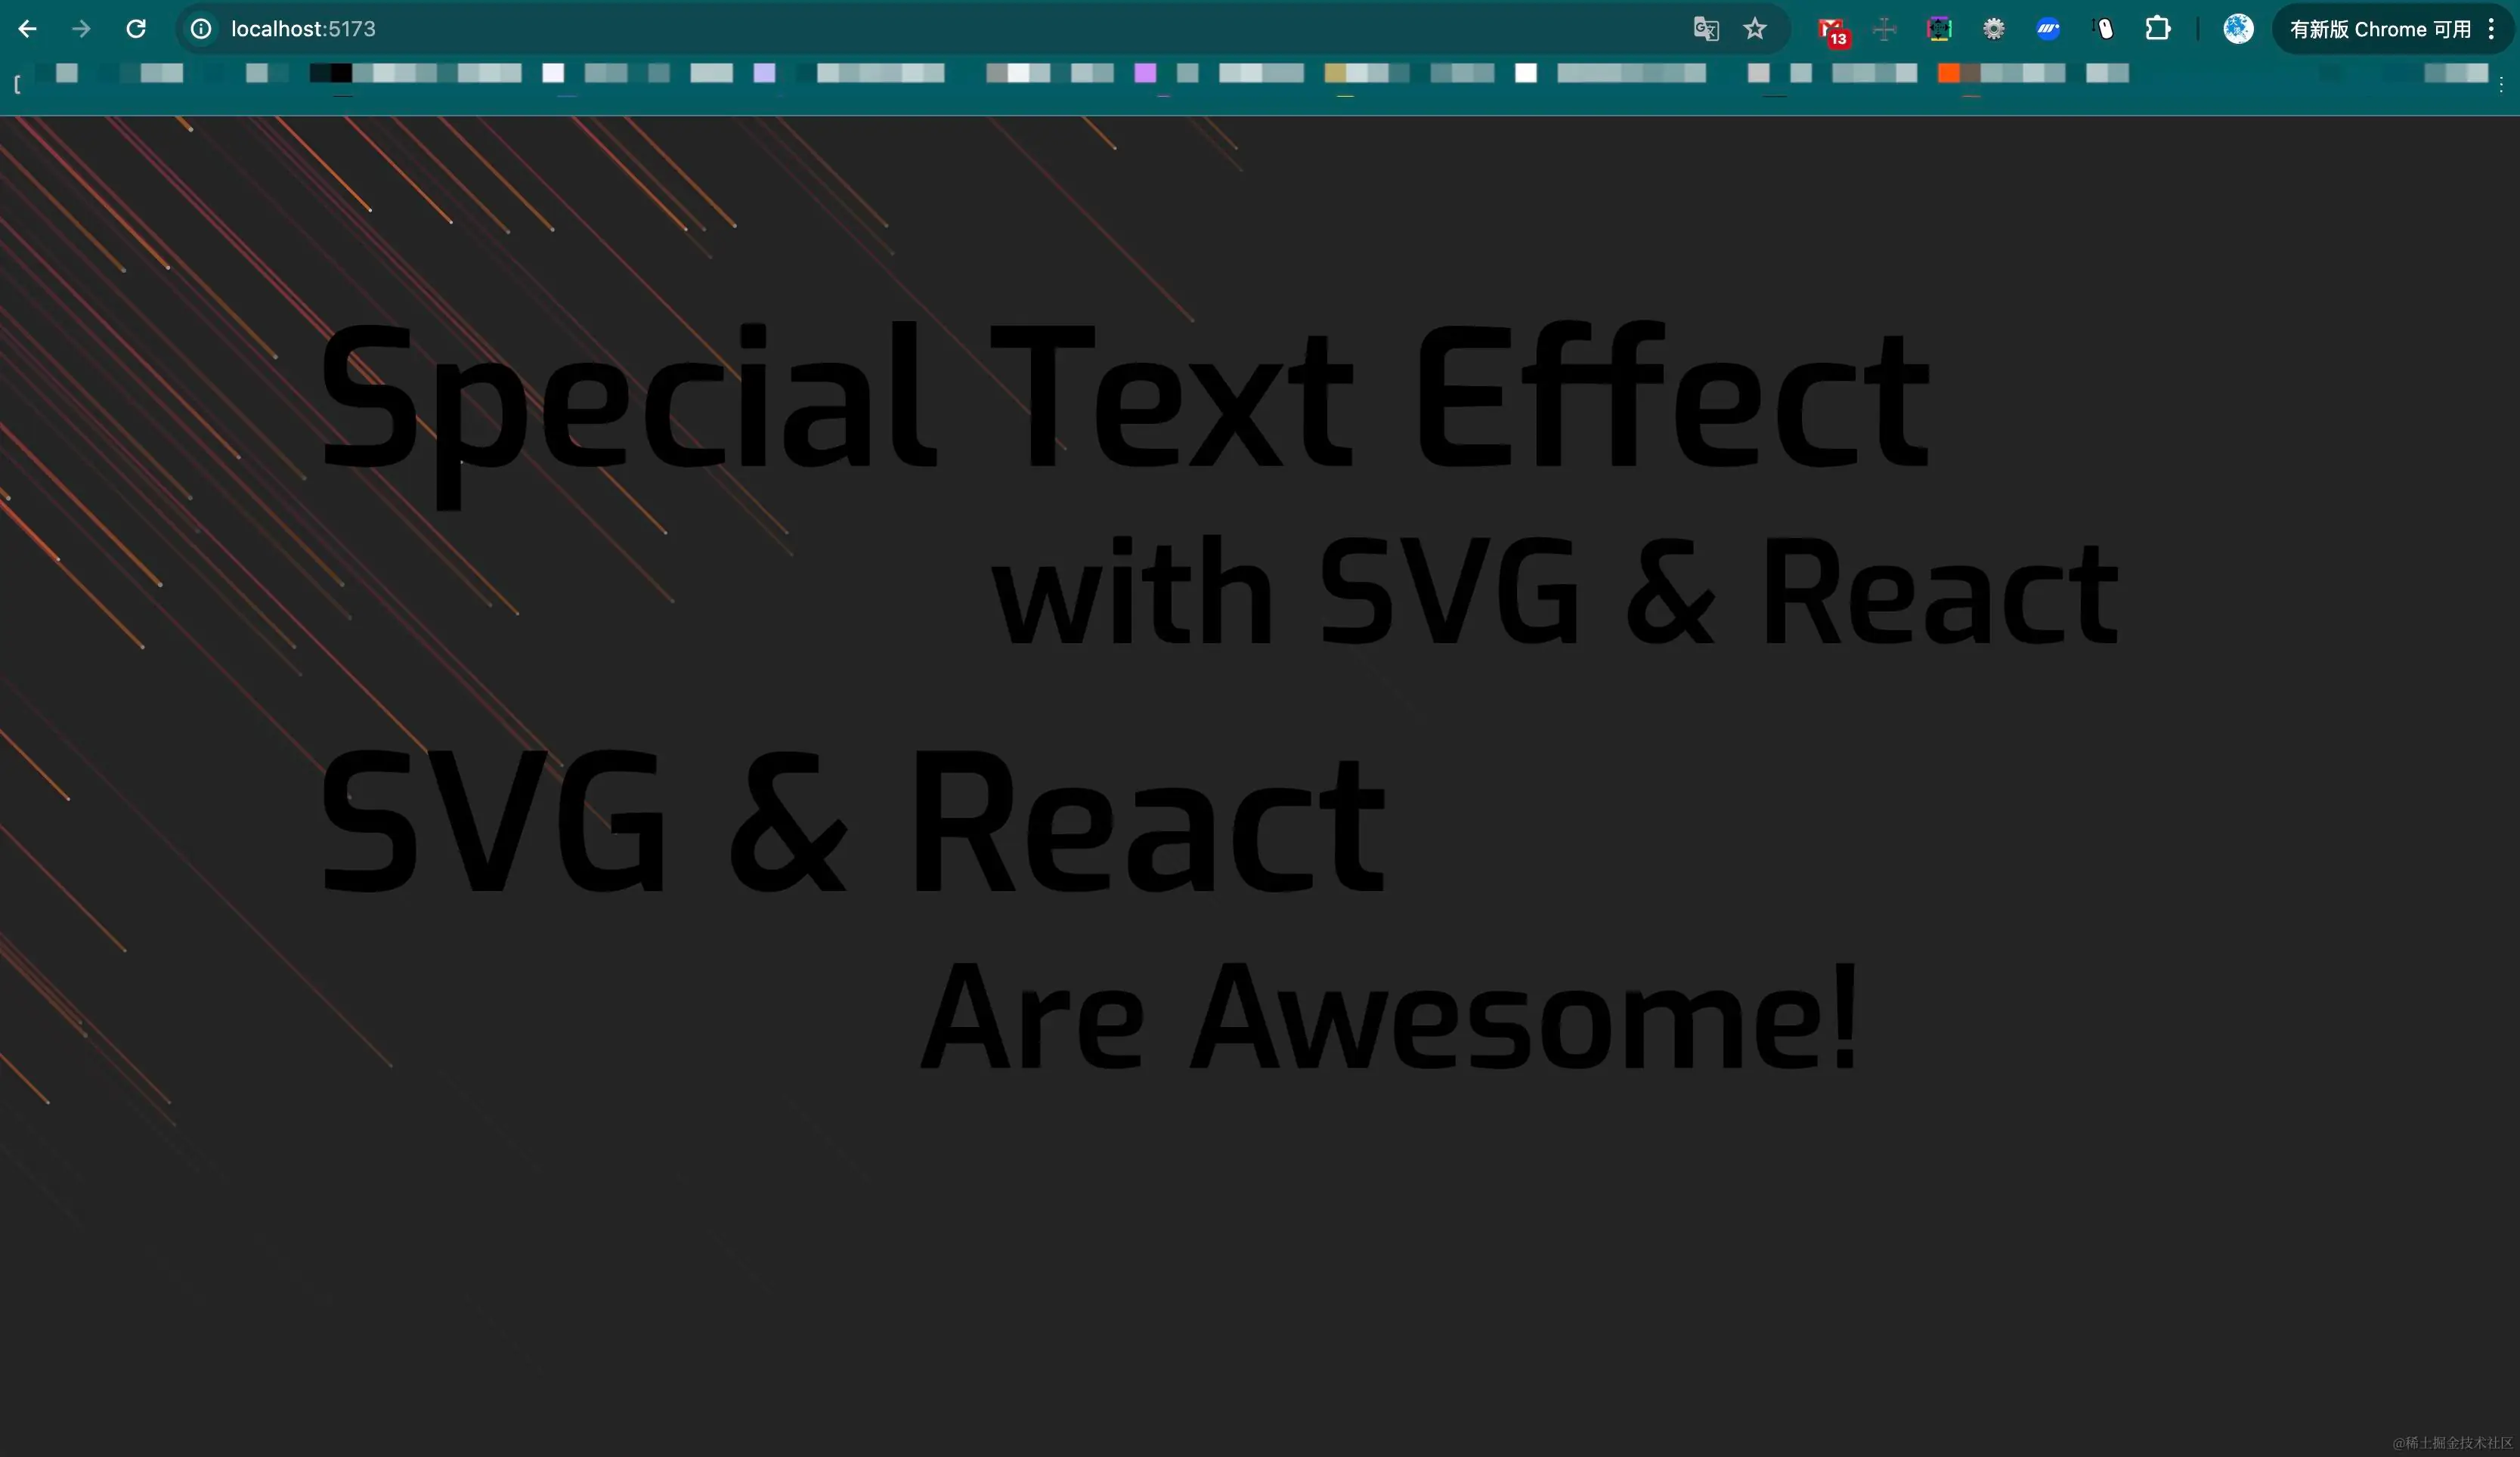 localhost:5173
13
有新版 Chrome 可用
Special Text Effect
with SVG & React
SVG & React
Are Awesome!
@稀土掘金技术社区